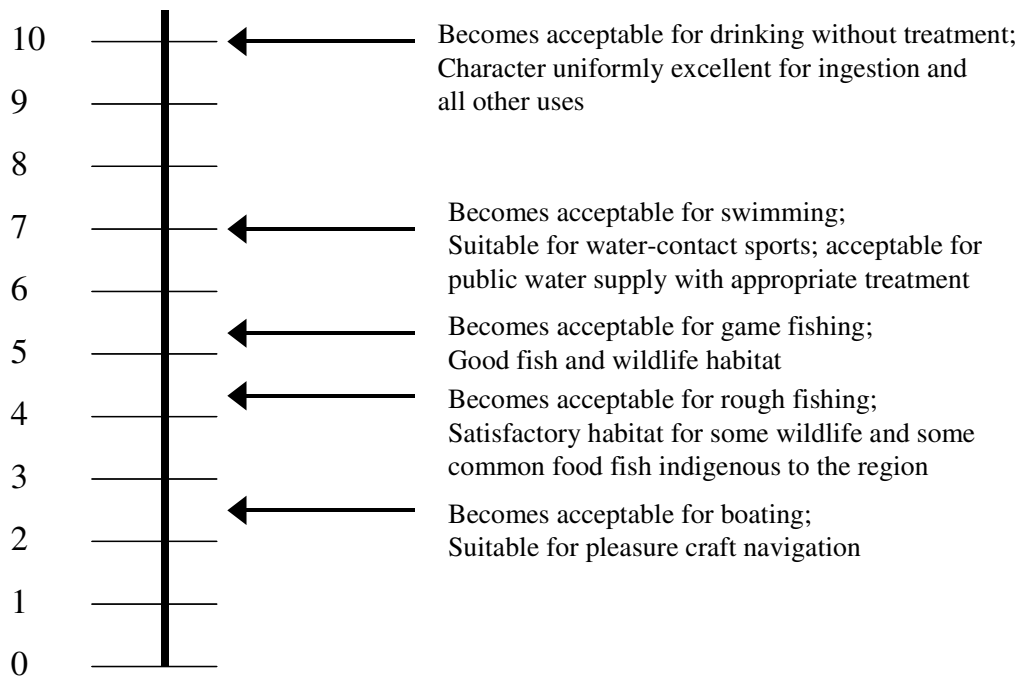 10
Becomes acceptable for drinking without treatment;
Character uniformly excellent for ingestion and
all other uses
9
8
7
Becomes acceptable for swimming;
Suitable for water-contact sports; acceptable for
public water supply with appropriate treatment
6
Becomes acceptable for game fishing;
Good fish and wildlife habitat
5
Becomes acceptable for rough fishing;
Satisfactory habitat for some wildlife and some
common food fish indigenous to the region
4
3
Becomes acceptable for boating;
Suitable for pleasure craft navigation
2
1
0